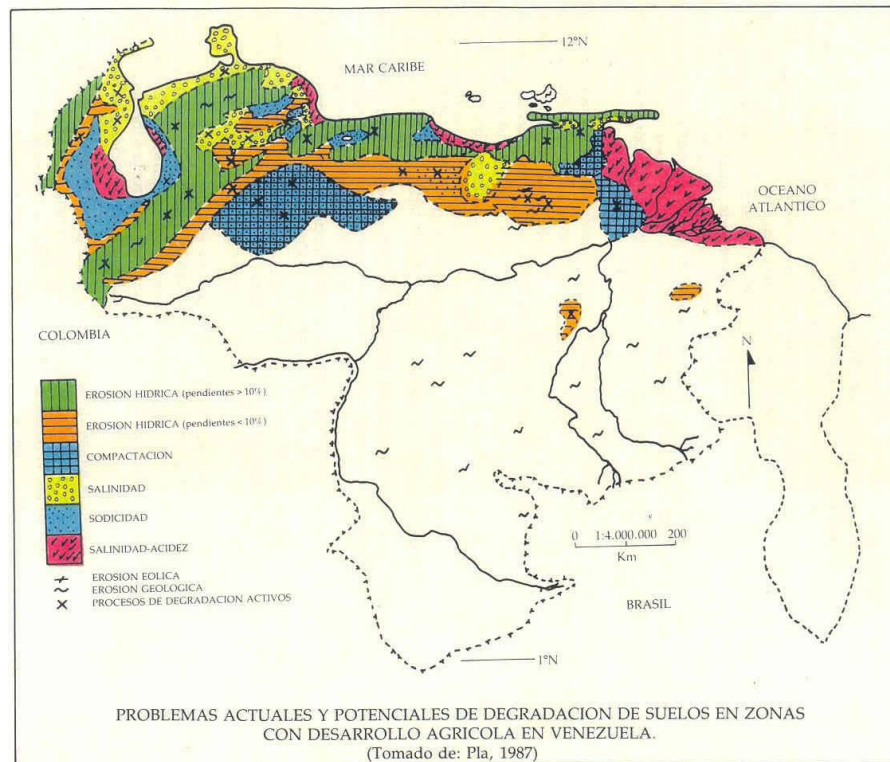 12°N
MAR CARIBE
OCEANO
ATLANTICO
COLOMBIA
N
EROSION HIDRICA (pendientes > 10%)
EROSION HIDRICA (pendientes < 10%)
COMPACTACION
SALINIDAD
SODICIDAD
SALINIDAD-ACIDEZ
EROSION EOLICA
EROSION GEOLOGICA
PROCESOS DE DEGRADACION ACTIVOS
0 1:4.000.000 200
Km
BRASIL
1°N
PROBLEMAS ACTUALES Y POTENCIALES DE DEGRADACION DE SUELOS EN ZONAS
CON DESARROLLO AGRICOLA EN VENEZUELA.
(Tomado de: Pla, 1987)